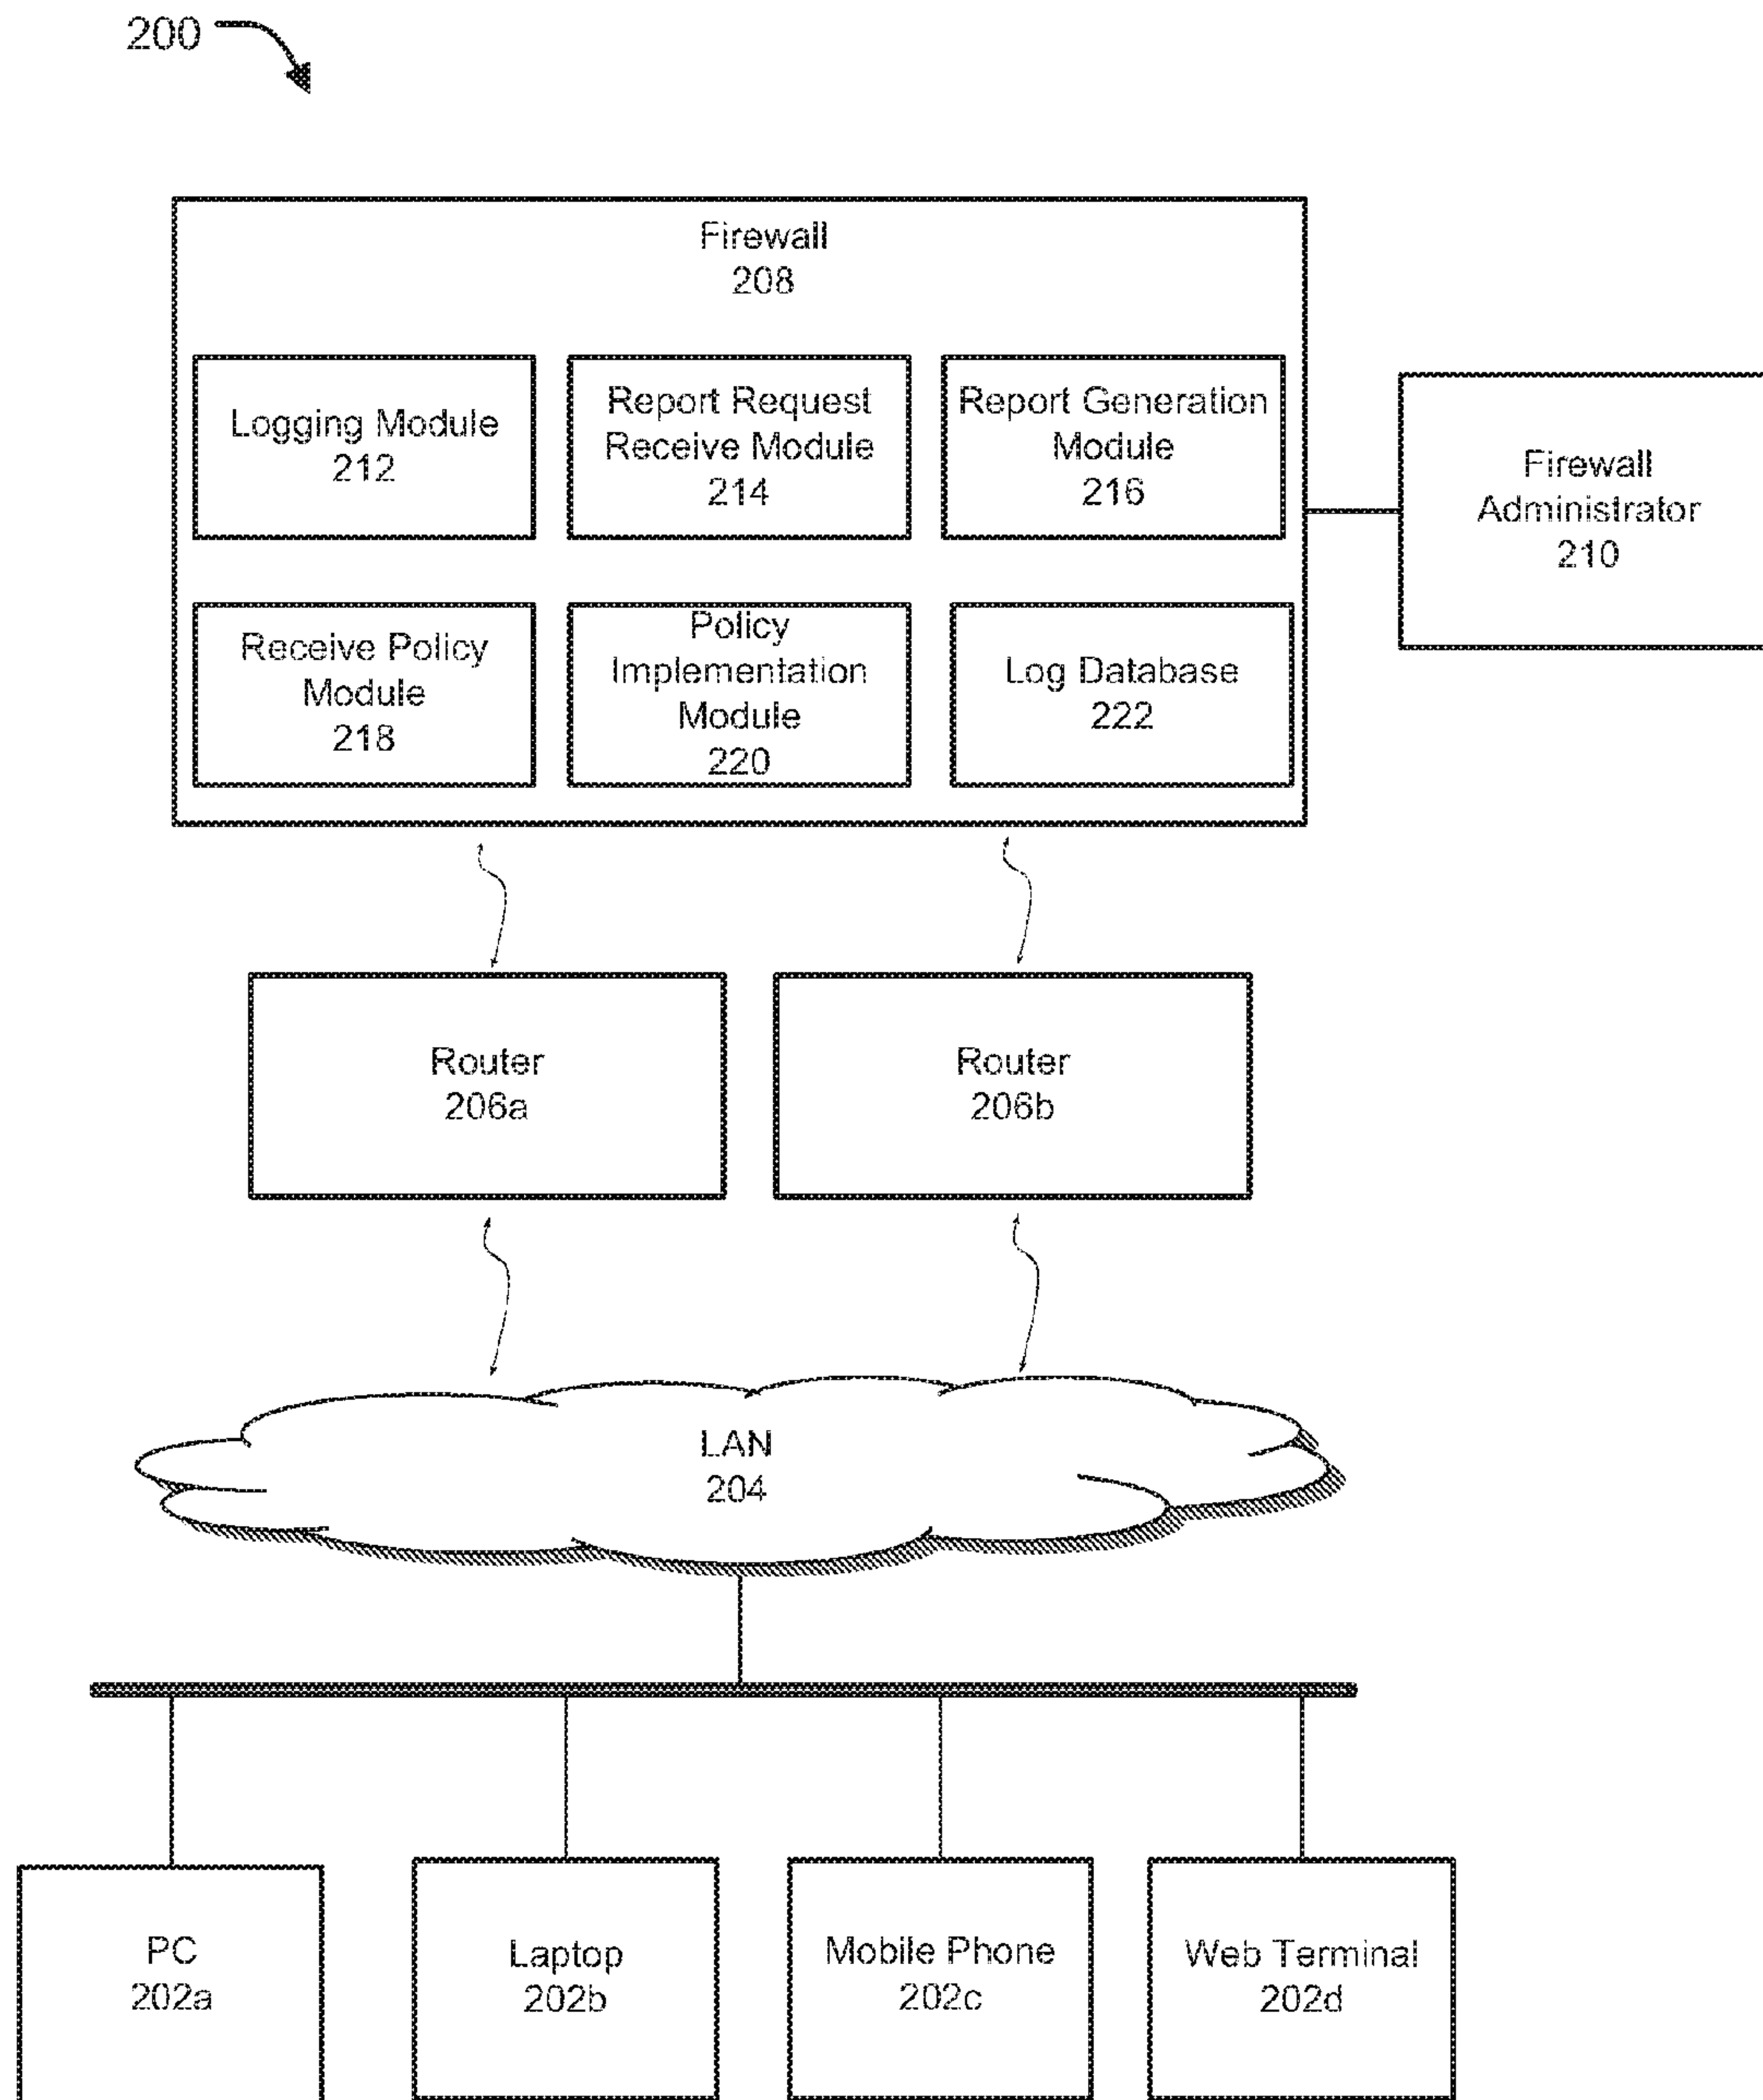 200
Firewall
208
Logging Module
212
Report Request
Receive Module
214
Report Generation
Module
216
Firewall
Administrator
210
Receive Policy
Module
218
Policy
Implementation
Module
220
Log Database
222
Router
206a
Router
206b
LAN
204
PC
202a
Laptop
202b
Mobile Phone
202c
Web Terminal
202d